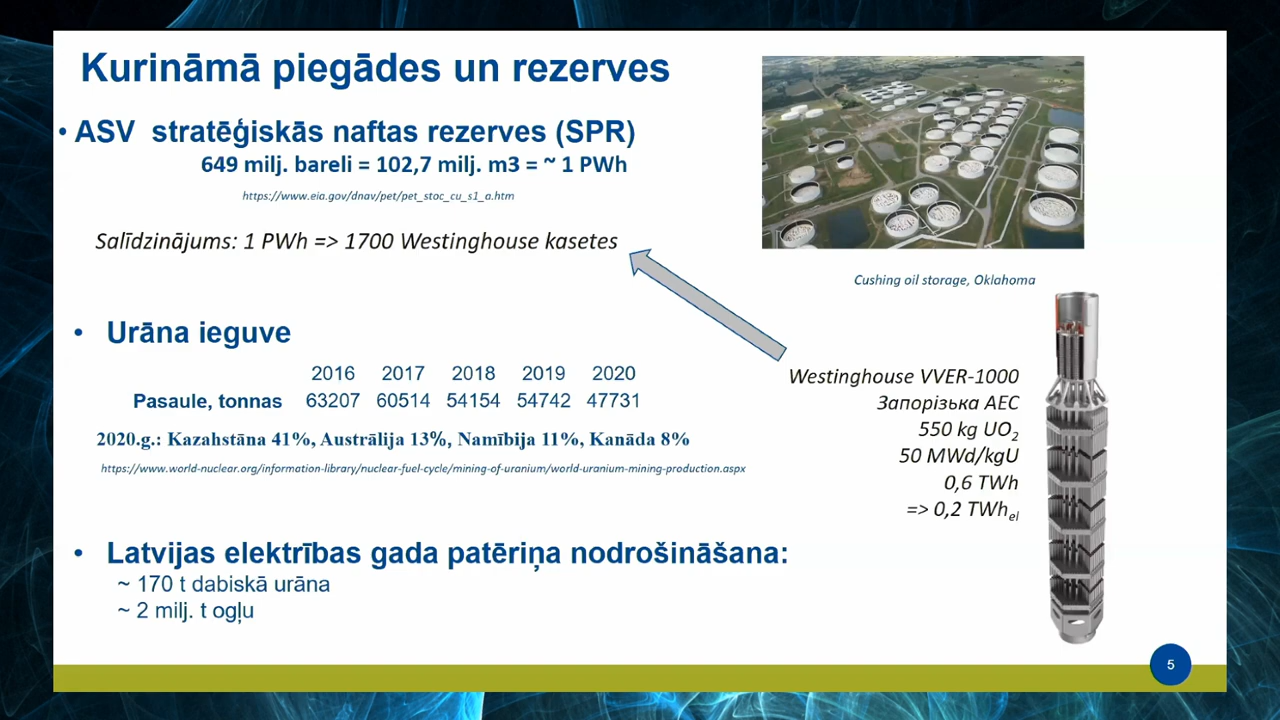 Kurināmā piegādes un rezerves
• ASV stratēģiskās naftas rezerves (SPR)
649 milj. bareli = 102,7 milj. m3 = ~ 1 PWh
https://www.eia.gov/dnav/pet/pet_stoc_cu_s1_a.htm
Salīdzinājums: 1 PWh => 1700 Westinghouse kasetes
Cushing oil storage, Oklahoma
• Urāna ieguve
2016 2017 2018 2019 2020
Pasaule, tonnas 63207 60514 54154 54742 47731
2020.g.: Kazahstāna 41%, Austrālija 13%, Namībija 11%, Kanāda 8%
https://www.world-nuclear.org/information-library/nuclear-fuel-cycle/mining-of-uranium/world-uranium-mining-production.aspx
Westinghouse VVER-1000
Запорізька АЕС
550 kg UO2
50 MWd/kgU
0,6 TWh
=> 0,2 TWhel
• Latvijas elektrības gada patēriņa nodrošināšana:
~ 170 t dabiskā urāna
~ 2 milj. t ogļu
5